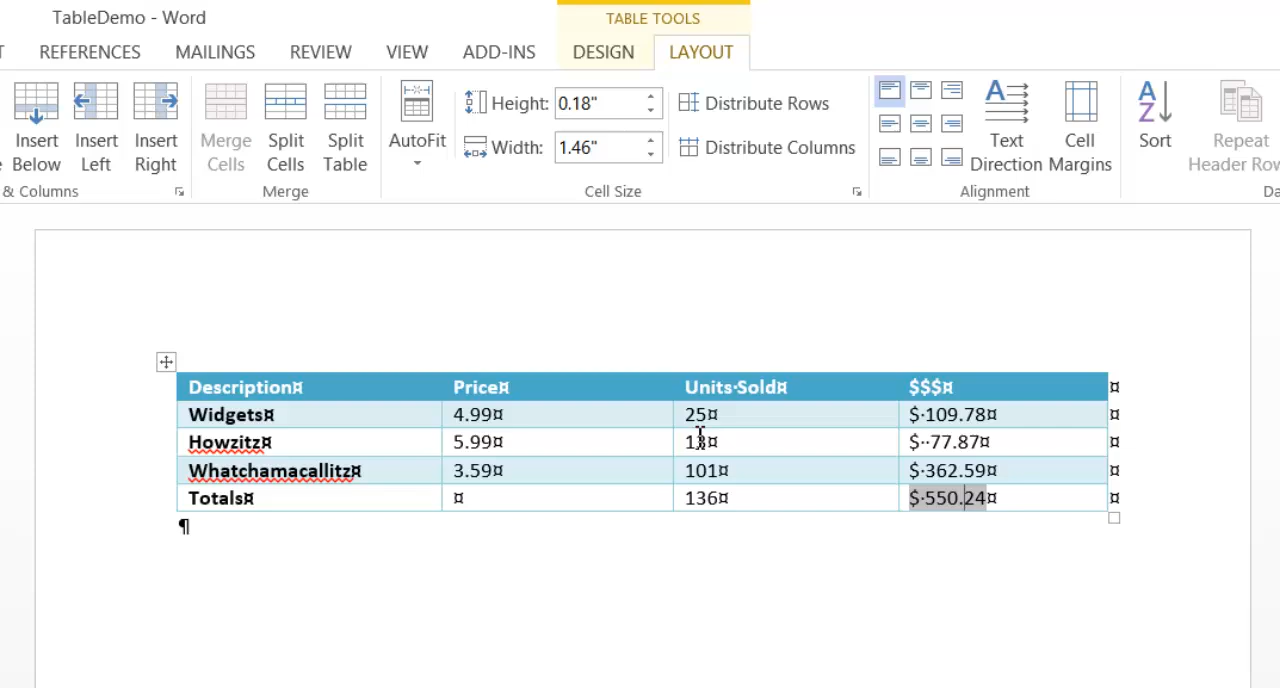 TableDemo - Word
TABLE TOOLS
REFERENCES MAILINGS REVIEW VIEW ADD-INS DESIGN LAYOUT
Insert Below
Insert Left
Insert Right
Merge Cells
Split Cells
Split Table
AutoFit
Height: 0.18"
Width: 1.46"
Distribute Rows
Distribute Columns
Text Direction
Cell Margins
A
Z
Sort
Repeat
Header Row
& Columns
Merge
Cell Size
Alignment
Da
Description¤ Price¤ Units·Sold¤ $$$¤ ¤
Widgets¤ 4.99¤ 25¤ $·109.78¤ ¤
Howzitz¤ 5.99¤ 13¤ $··77.87¤ ¤
Whatchamacallitz¤ 3.59¤ 101¤ $·362.59¤ ¤
Totals¤ ¤ 136¤ $·550.24¤ ¤
¶